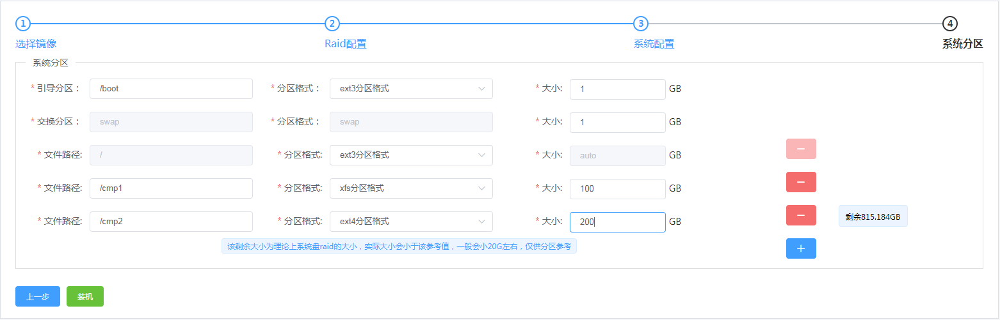 1 2 3 4
选择镜像 Raid配置 系统配置 系统分区
系统分区
* 引导分区： /boot * 分区格式： ext3分区格式 * 大小: 1 GB
* 交换分区： swap * 分区格式： swap * 大小: 1 GB
* 文件路径: / * 分区格式: ext3分区格式 * 大小: auto GB
* 文件路径: /cmp1 * 分区格式: xfs分区格式 * 大小: 100 GB
* 文件路径: /cmp2 * 分区格式: ext4分区格式 * 大小: 200 GB 剩余815.184GB
该剩余大小为理论上系统盘raid的大小，实际大小会小于该参考值，一般会小20G左右，仅供分区参考
上一步 装机